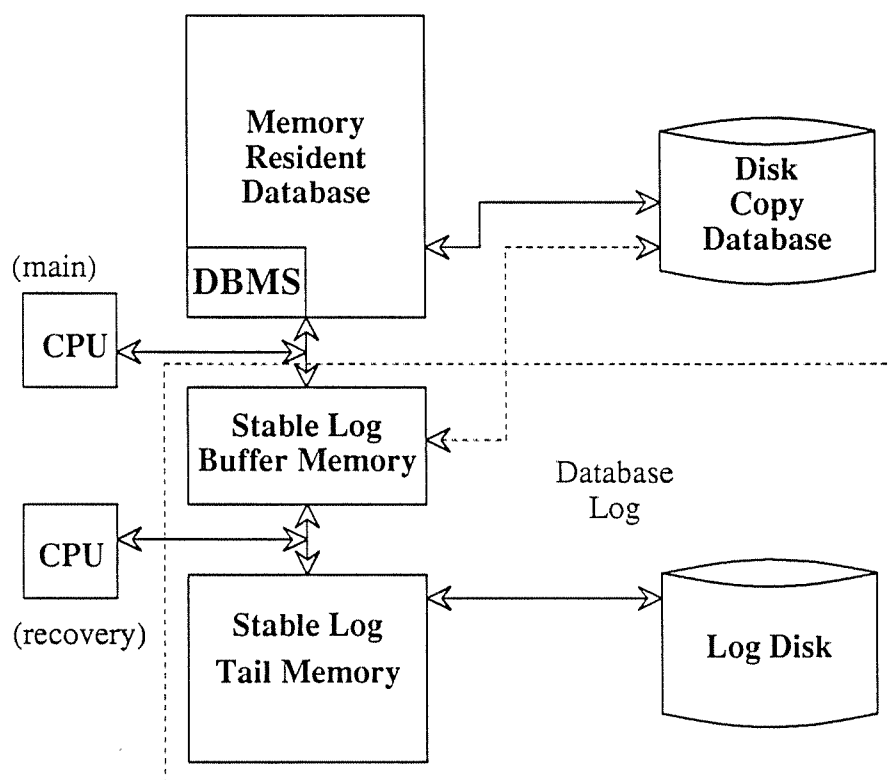 Memory
Resident
Database
Disk
Copy
Database
DBMS
(main)
CPU
Stable Log
Buffer Memory
Database
Log
CPU
(recovery)
Stable Log
Tail Memory
Log Disk